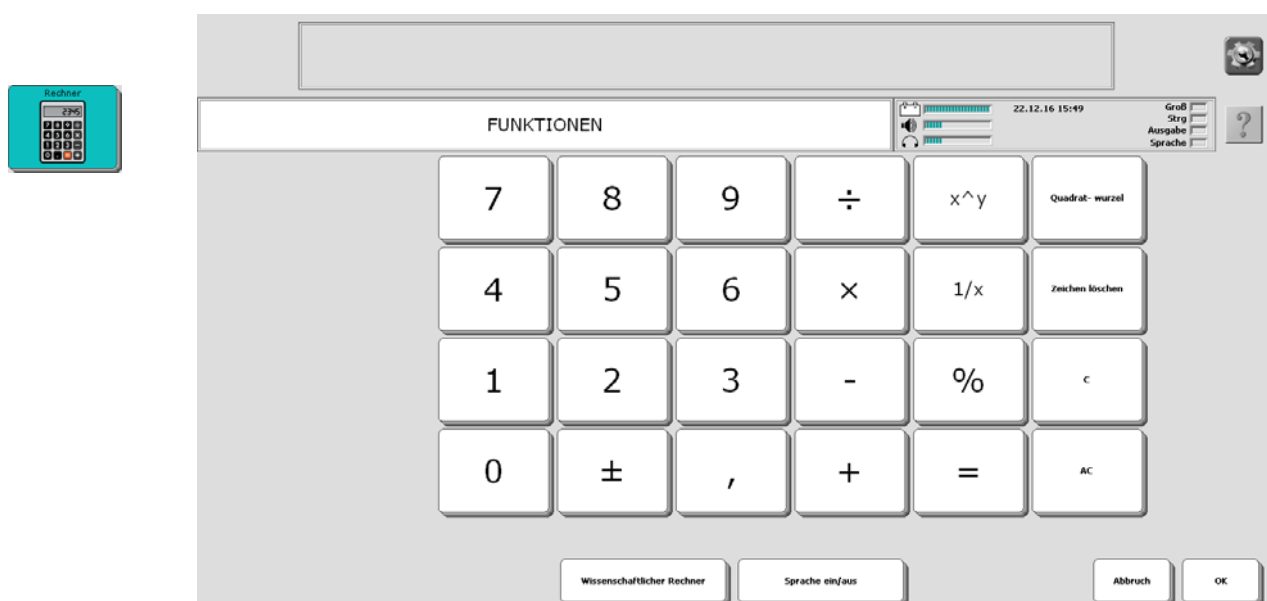 Rechner
2345
FUNKTIONEN
22.12.16 15:49
Groß
Strg
Ausgabe
Sprache
?
7 8 9 ÷ x^y Quadrat- wurzel
4 5 6 × 1/x Zeichen löschen
1 2 3 - % C
0 ± , + = AC
Wissenschaftlicher Rechner Sprache ein/aus Abbruch OK